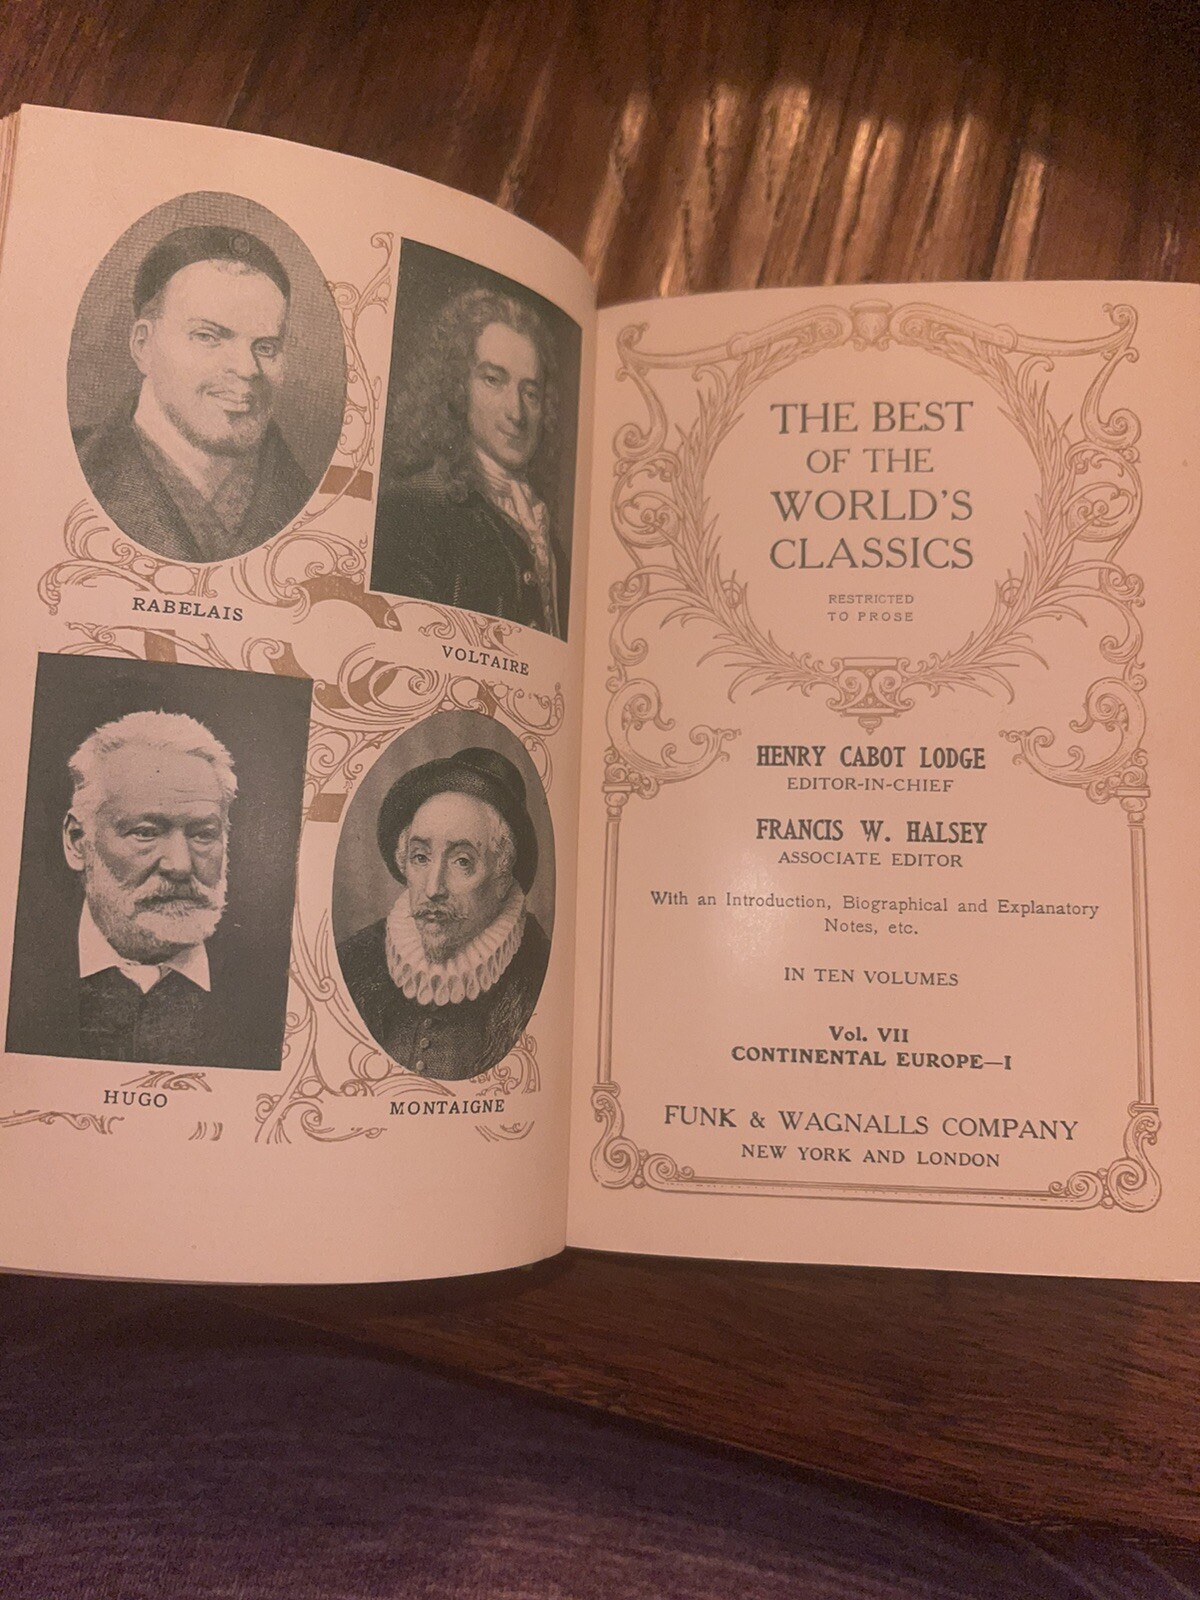 RABELAIS
VOLTAIRE
HUGO
MONTAIGNE
THE BEST
OF THE
WORLD'S
CLASSICS
RESTRICTED
TO PROSE
HENRY CABOT LODGE
EDITOR-IN-CHIEF
FRANCIS W. HALSEY
ASSOCIATE EDITOR
With an Introduction, Biographical and Explanatory
Notes, etc.
IN TEN VOLUMES
Vol. VII
CONTINENTAL EUROPE—I
FUNK & WAGNALLS COMPANY
NEW YORK AND LONDON